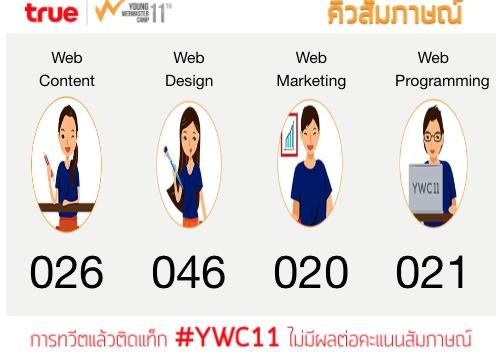 true YOUNG WEBMASTER CAMP 11TH คิวสัมภาษณ์
Web Content
Web Design
Web Marketing
Web Programming
YWC11
026 046 020 021
การทวีตแล้วติดแท็ก #YWC11 ไม่มีผลต่อคะแนนสัมภาษณ์